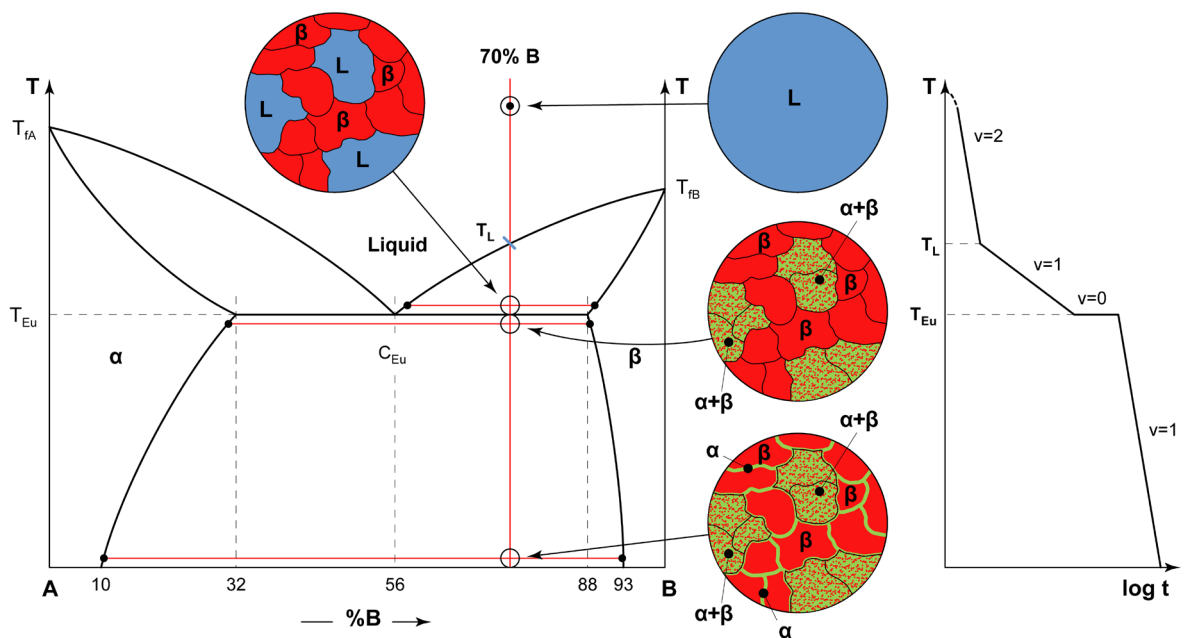 β
L
β
L
β
L
70% B
L
T
T_fA
T_L
Liquid
T
T_fB
T_Eu
α
C_Eu
β
A
10
32
56
88
93
B
%B
α+β
β
β
β
α+β
α
α+β
β
β
β
α+β
α
T
v=2
T_L
v=1
v=0
T_Eu
v=1
log t